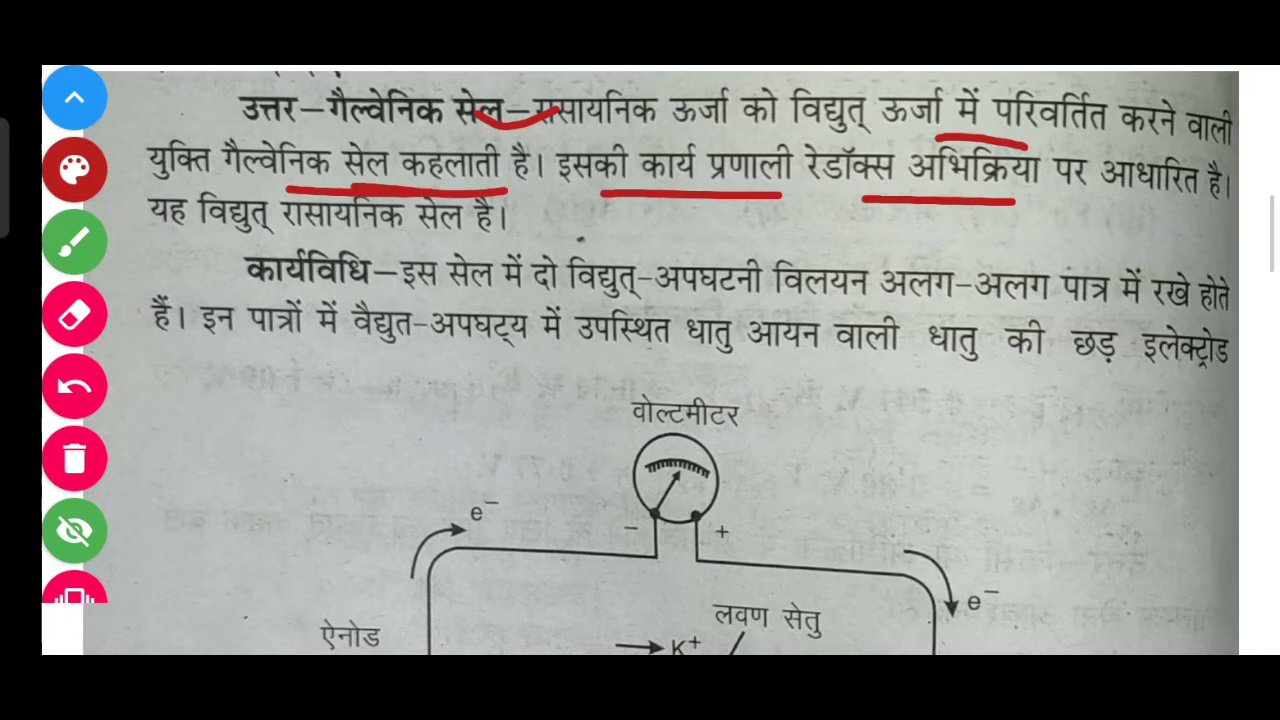 उत्तर–गैल्वेनिक सेल–रासायनिक ऊर्जा को विद्युत् ऊर्जा में परिवर्तित करने वाली
युक्ति गैल्वेनिक सेल कहलाती है। इसकी कार्य प्रणाली रेडॉक्स अभिक्रिया पर आधारित है।
यह विद्युत् रासायनिक सेल है।
कार्यविधि–इस सेल में दो विद्युत्-अपघटनी विलयन अलग-अलग पात्र में रखे होते
हैं। इन पात्रों में वैद्युत-अपघट्य में उपस्थित धातु आयन वाली धातु की छड़ इलेक्ट्रोड
वोल्टमीटर
e⁻
– +
e⁻
लवण सेतु
ऐनोड
K⁺